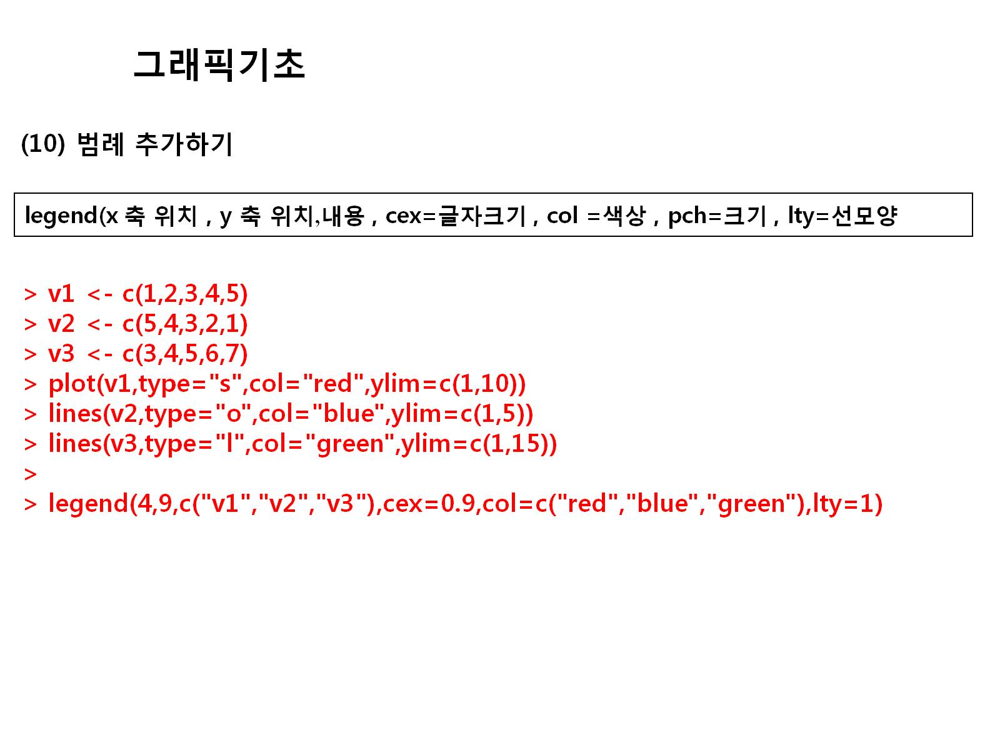 그래픽기초
(10) 범례 추가하기
legend(x 축 위치 , y 축 위치,내용 , cex=글자크기 , col =색상 , pch=크기 , lty=선모양
> v1 <- c(1,2,3,4,5)
> v2 <- c(5,4,3,2,1)
> v3 <- c(3,4,5,6,7)
> plot(v1,type="s",col="red",ylim=c(1,10))
> lines(v2,type="o",col="blue",ylim=c(1,5))
> lines(v3,type="l",col="green",ylim=c(1,15))
>
> legend(4,9,c("v1","v2","v3"),cex=0.9,col=c("red","blue","green"),lty=1)